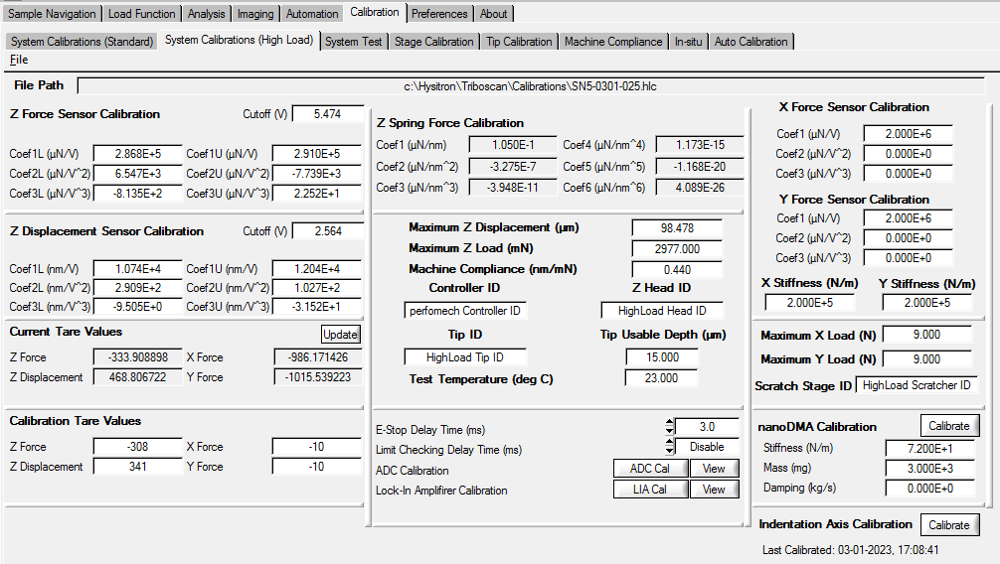 Sample Navigation Load Function Analysis Imaging Automation Calibration Preferences About
System Calibrations (Standard) System Calibrations (High Load) System Test Stage Calibration Tip Calibration Machine Compliance In-situ Auto Calibration
File
File Path c:\Hysitron\Triboscan\Calibrations\SN5-0301-025.hlc
Z Force Sensor Calibration Cutoff (V) 5.474
Coef1L (µN/V) 2.868E+5 Coef1U (µN/V) 2.910E+5
Coef2L (µN/V^2) 6.547E+3 Coef2U (µN/V^2) -7.739E+3
Coef3L (µN/V^3) -8.135E+2 Coef3U (µN/V^3) 2.252E+1
Z Displacement Sensor Calibration Cutoff (V) 2.564
Coef1L (nm/V) 1.074E+4 Coef1U (nm/V) 1.204E+4
Coef2L (nm/V^2) 2.909E+2 Coef2U (nm/V^2) 1.027E+2
Coef3L (nm/V^3) -9.505E+0 Coef3U (nm/V^3) -3.152E+1
Current Tare Values Update
Z Force -333.908898 X Force -986.171426
Z Displacement 468.806722 Y Force -1015.539223
Calibration Tare Values
Z Force -308 X Force -10
Z Displacement 341 Y Force -10
Z Spring Force Calibration
Coef1 (µN/nm) 1.050E-1 Coef4 (µN/nm^4) 1.173E-15
Coef2 (µN/nm^2) -3.275E-7 Coef5 (µN/nm^5) -1.168E-20
Coef3 (µN/nm^3) -3.948E-11 Coef6 (µN/nm^6) 4.089E-26
Maximum Z Displacement (µm) 98.478
Maximum Z Load (mN) 2977.000
Machine Compliance (nm/mN) 0.440
Controller ID Z Head ID
perfomech Controller ID HighLoad Head ID
Tip ID Tip Usable Depth (µm)
HighLoad Tip ID 15.000
Test Temperature (deg C) 23.000
E-Stop Delay Time (ms) 3.0
Limit Checking Delay Time (ms) Disable
ADC Calibration ADC Cal View
Lock-In Amplifirer Calibration LIA Cal View
X Force Sensor Calibration
Coef1 (µN/V) 2.000E+6
Coef2 (µN/V^2) 0.000E+0
Coef3 (µN/V^3) 0.000E+0
Y Force Sensor Calibration
Coef1 (µN/V) 2.000E+6
Coef2 (µN/V^2) 0.000E+0
Coef3 (µN/V^3) 0.000E+0
X Stiffness (N/m) Y Stiffness (N/m)
2.000E+5 2.000E+5
Maximum X Load (N) 9.000
Maximum Y Load (N) 9.000
Scratch Stage ID HighLoad Scratcher ID
nanoDMA Calibration Calibrate
Stiffness (N/m) 7.200E+1
Mass (mg) 3.000E+3
Damping (kg/s) 0.000E+0
Indentation Axis Calibration Calibrate
Last Calibrated: 03-01-2023, 17:08:41